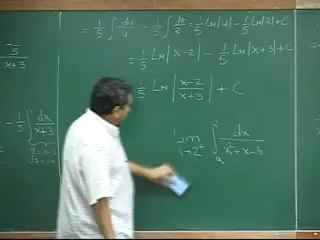 = 1/5 ∫ du/u - 1/5 ∫ dz/z = 1/5 Ln|u| - 1/5 Ln|z| + C
= 1/5 Ln|x-2| - 1/5 Ln|x+3| + C
-1/5 / x+3
1/5 Ln|x-2 / x+3| + C
-1/5 ∫ dx/x+3
∫ dx / x²+x-6